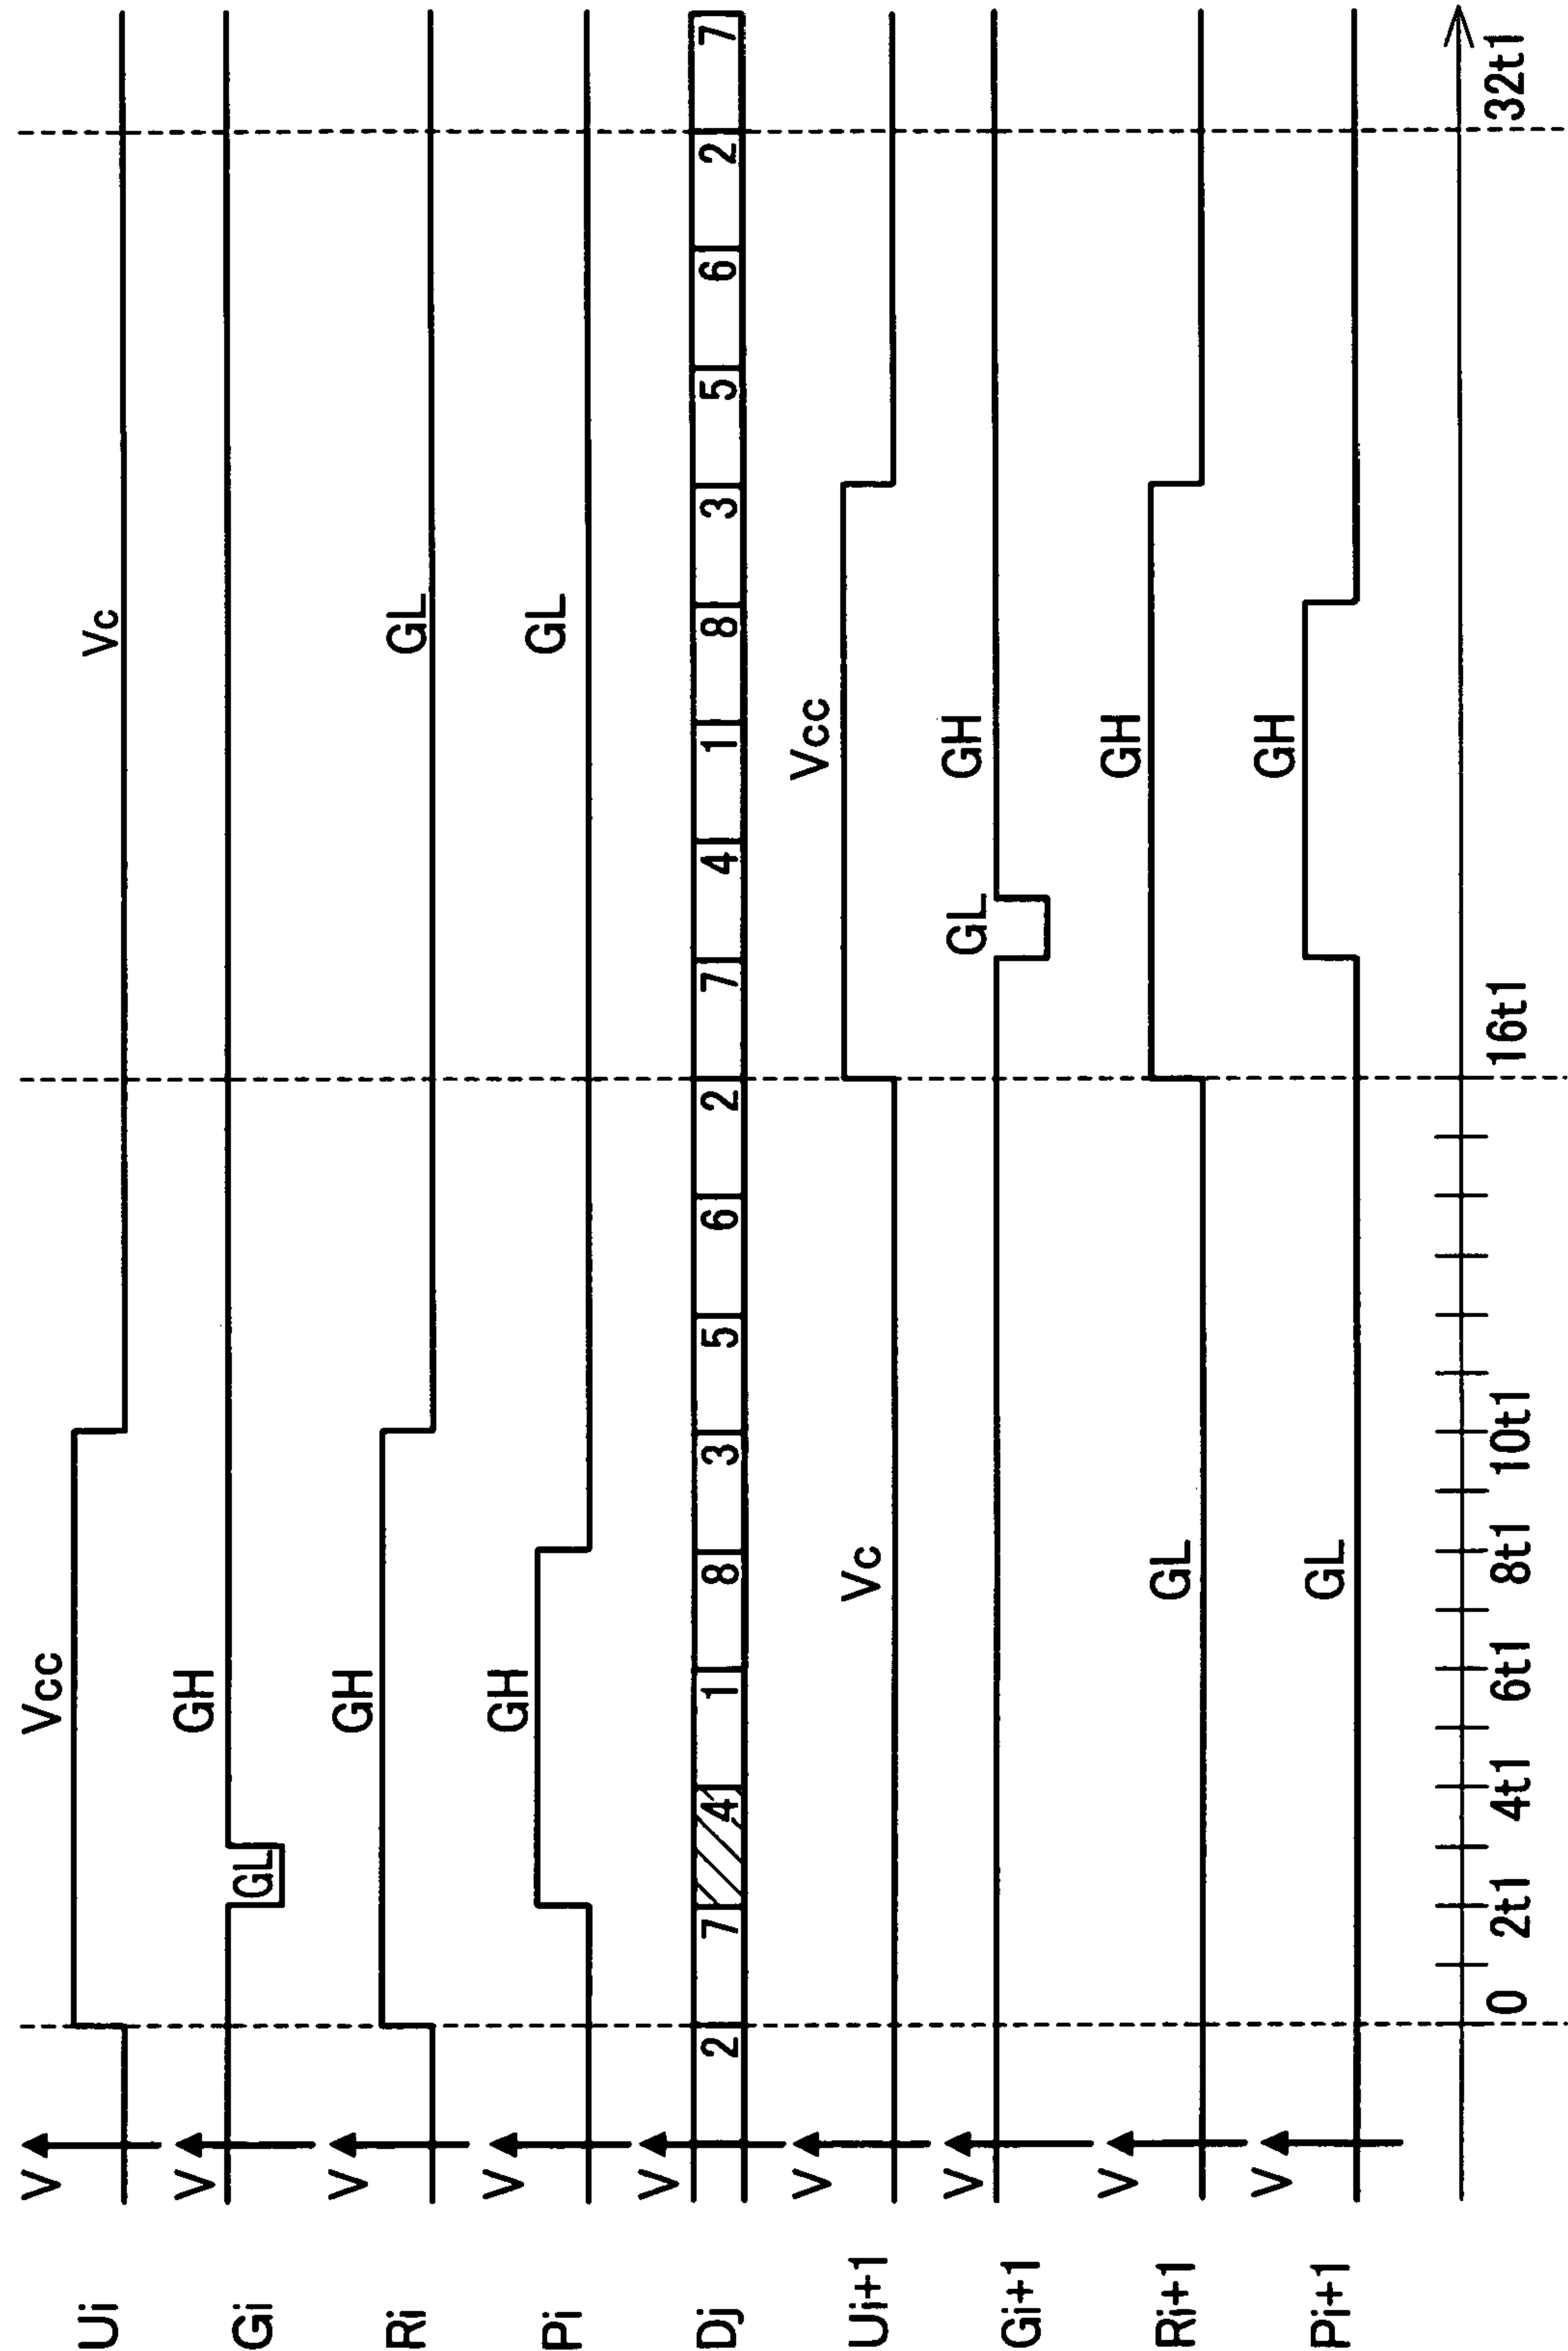 Ui V Vcc Vc
Gi V GL GH
Ri V GH GL
Pi V GH GL
Dj V 2 7 4 1 8 3 5 6 2 7 4 1 8 3 5 6 2 7
Ui+1 V Vc Vcc
Gi+1 V GL GH
Ri+1 V GL GH
Pi+1 V GL GH
0 2t1 4t1 6t1 8t1 10t1 16t1 32t1